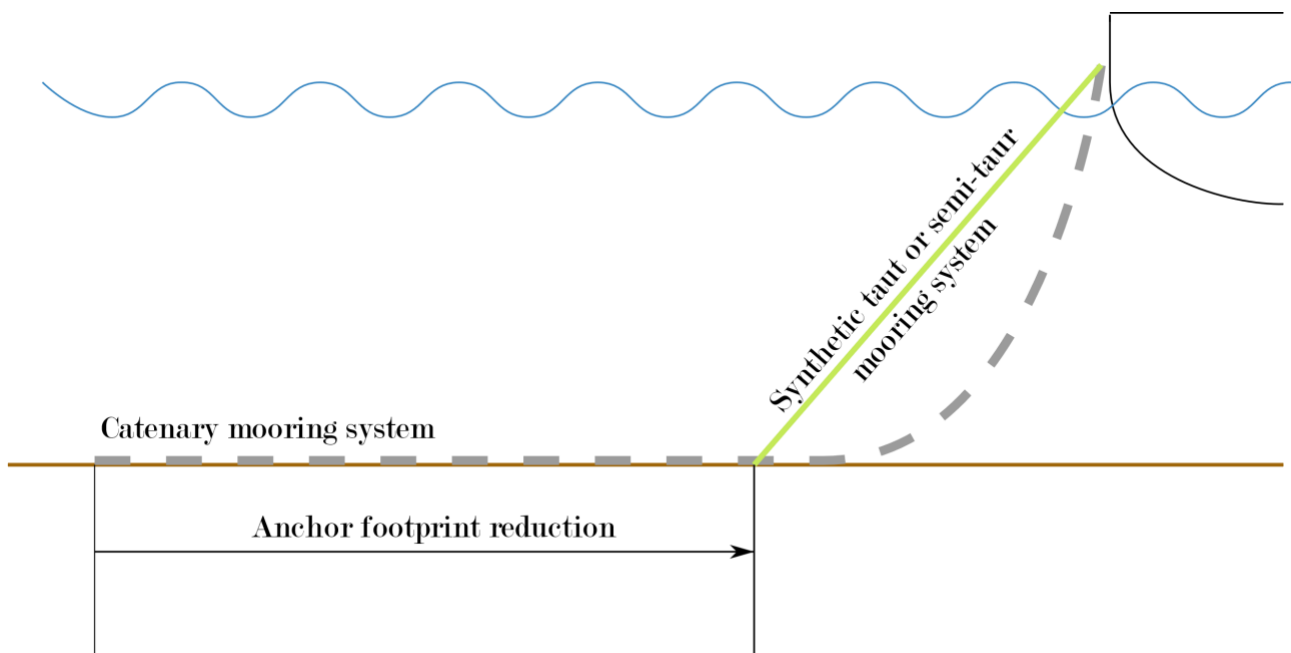 Synthetic taut or semi-taur
mooring system
Catenary mooring system
Anchor footprint reduction